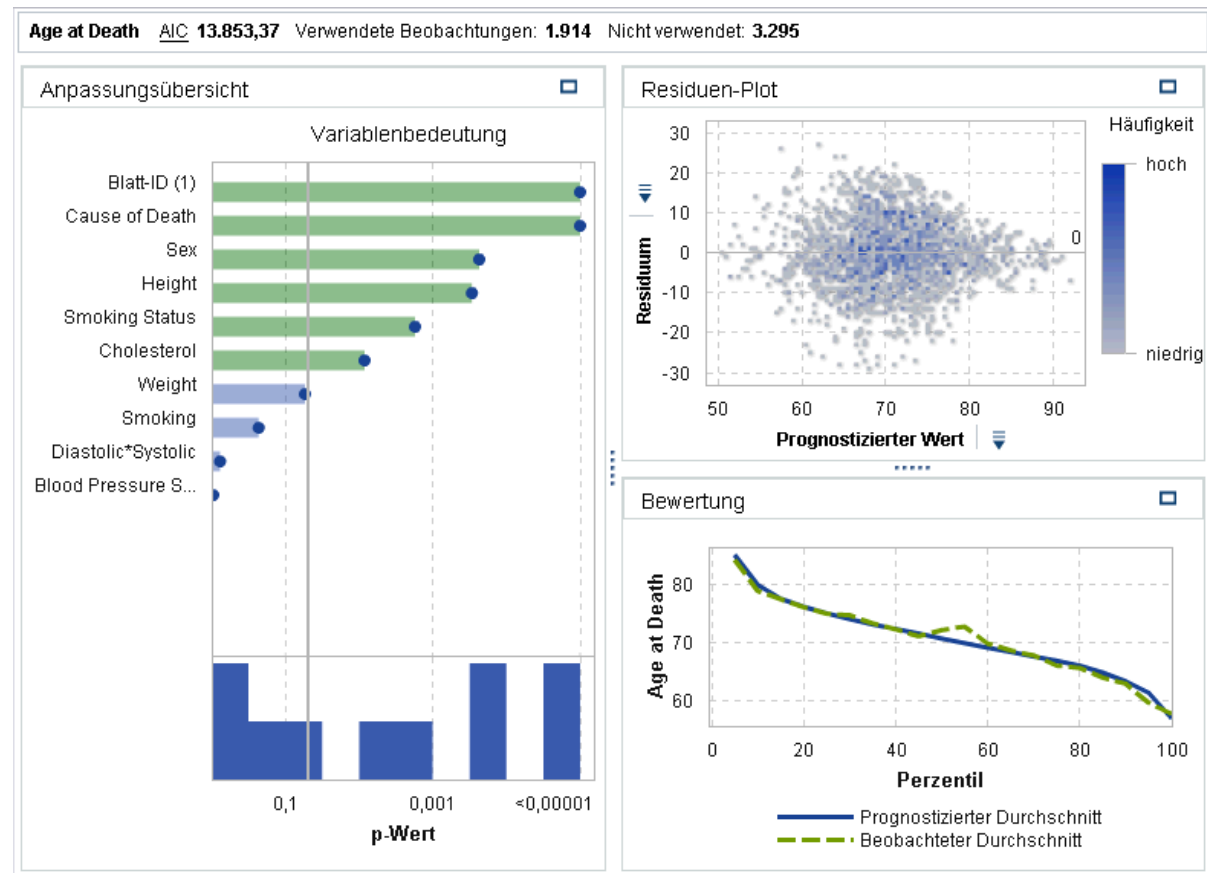 Age at Death AIC 13.853,37 Verwendete Beobachtungen: 1.914 Nicht verwendet: 3.295
Anpassungsübersicht
Variablenbedeutung
Blatt-ID (1)
Cause of Death
Sex
Height
Smoking Status
Cholesterol
Weight
Smoking
Diastolic*Systolic
Blood Pressure S...
0,1 0,001 <0,00001
p-Wert
Residuen-Plot
Häufigkeit
hoch
niedrig
Residuum
30
20
10
0
-10
-20
-30
0
50 60 70 80 90
Prognostizierter Wert
Bewertung
Age at Death
80
70
60
0 20 40 60 80 100
Perzentil
Prognostizierter Durchschnitt
Beobachteter Durchschnitt